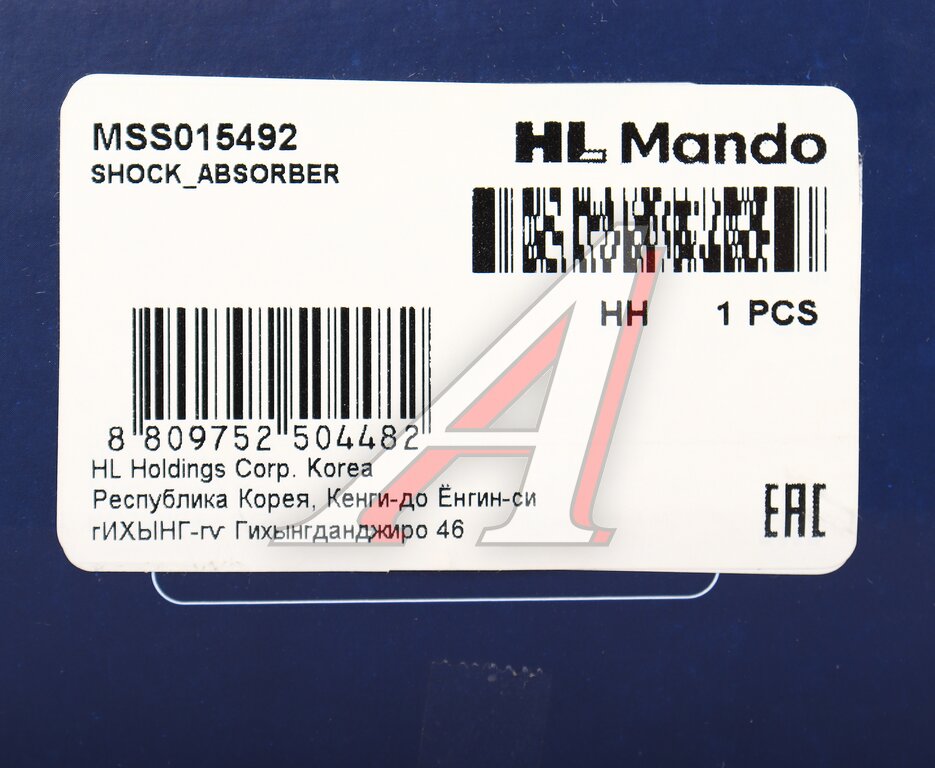 MSS015492
SHOCK_ABSORBER
HL Mando
HH 1 PCS
8 809752 504482
HL Holdings Corp. Korea
Республика Корея, Кенги-до Ёнгин-си
гИХЫНГ-гv Гихынгданджиро 46
EAC